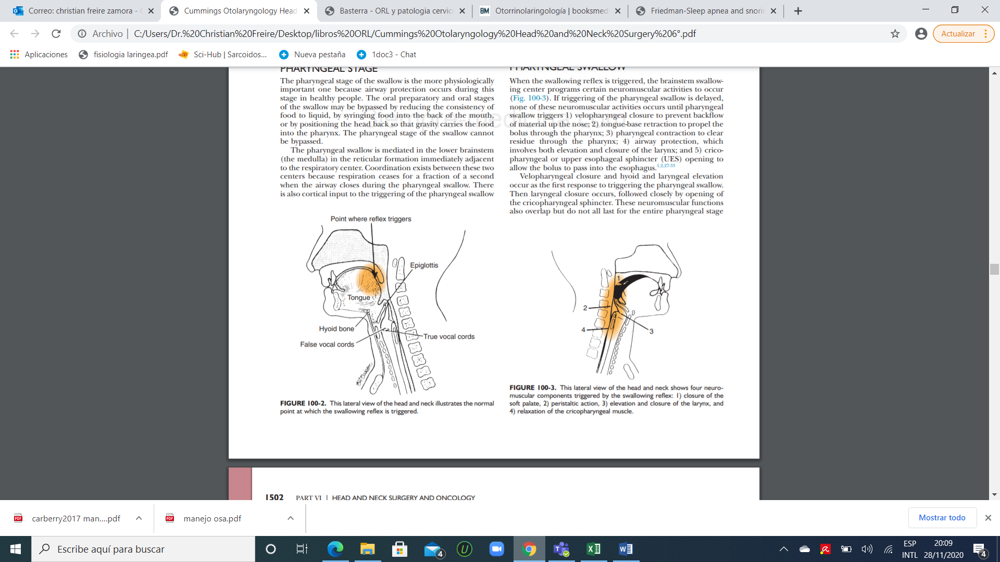 Correo: christian freire zamora -
Cummings Otolaryngology Head
Basterra - ORL y patologia cervic
BM
Otorrinolaringología | booksmed
Friedman-Sleep apnea and snorin
Archivo
C:/Users/Dr.%20Christian%20Freire/Desktop/libros%20ORL/Cummings%20Otolaryngology%20Head%20and%20Neck%20Surgery%206°.pdf
Actualizar
Aplicaciones
fisiologia laringea.pdf
Sci-Hub | Sarcoidos...
Nueva pestaña
1doc3 - Chat
PHARYNGEAL STAGE
The pharyngeal stage of the swallow is the more physiologically
important one because airway protection occurs during this
stage in healthy people. The oral preparatory and oral stages
of the swallow may be bypassed by reducing the consistency of
food to liquid, by syringing food into the back of the mouth,
or by positioning the head back so that gravity carries the food
into the pharynx. The pharyngeal stage of the swallow cannot
be bypassed.
The pharyngeal swallow is mediated in the lower brainstem
(the medulla) in the reticular formation immediately adjacent
to the respiratory center. Coordination exists between these two
centers because respiration ceases for a fraction of a second
when the airway closes during the pharyngeal swallow. There
is also cortical input to the triggering of the pharyngeal swallow
PHARYNGEAL SWALLOW
When the swallowing reflex is triggered, the brainstem swallow-
ing center programs certain neuromuscular activities to occur
(Fig. 100-3). If triggering of the pharyngeal swallow is delayed,
none of these neuromuscular activities occurs until pharyngeal
swallow triggers 1) velopharyngeal closure to prevent backflow
of material up the nose; 2) tongue-base retraction to propel the
bolus through the pharynx; 3) pharyngeal contraction to clear
residue through the pharynx; 4) airway protection, which
involves both elevation and closure of the larynx; and 5) crico-
pharyngeal or upper esophageal sphincter (UES) opening to
allow the bolus to pass into the esophagus.1,2,27-33
Velopharyngeal closure and hyoid and laryngeal elevation
occur as the first response to triggering the pharyngeal swallow.
Then laryngeal closure occurs, followed closely by opening of
the cricopharyngeal sphincter. These neuromuscular functions
also overlap but do not all last for the entire pharyngeal stage
Siempre-medicina.com
Point where reflex triggers
Epiglottis
Tongue
Hyoid bone
True vocal cords
False vocal cords
FIGURE 100-2. This lateral view of the head and neck illustrates the normal
point at which the swallowing reflex is triggered.
1
2
4
3
FIGURE 100-3. This lateral view of the head and neck shows four neuro-
muscular components triggered by the swallowing reflex: 1) closure of the
soft palate, 2) peristaltic action, 3) elevation and closure of the larynx, and
4) relaxation of the cricopharyngeal muscle.
1502 PART VI | HEAD AND NECK SURGERY AND ONCOLOGY
PDF
carberry2017 man....pdf
PDF
manejo osa.pdf
Mostrar todo
Escribe aquí para buscar
4
ESP
INTL
20:09
28/11/2020
4